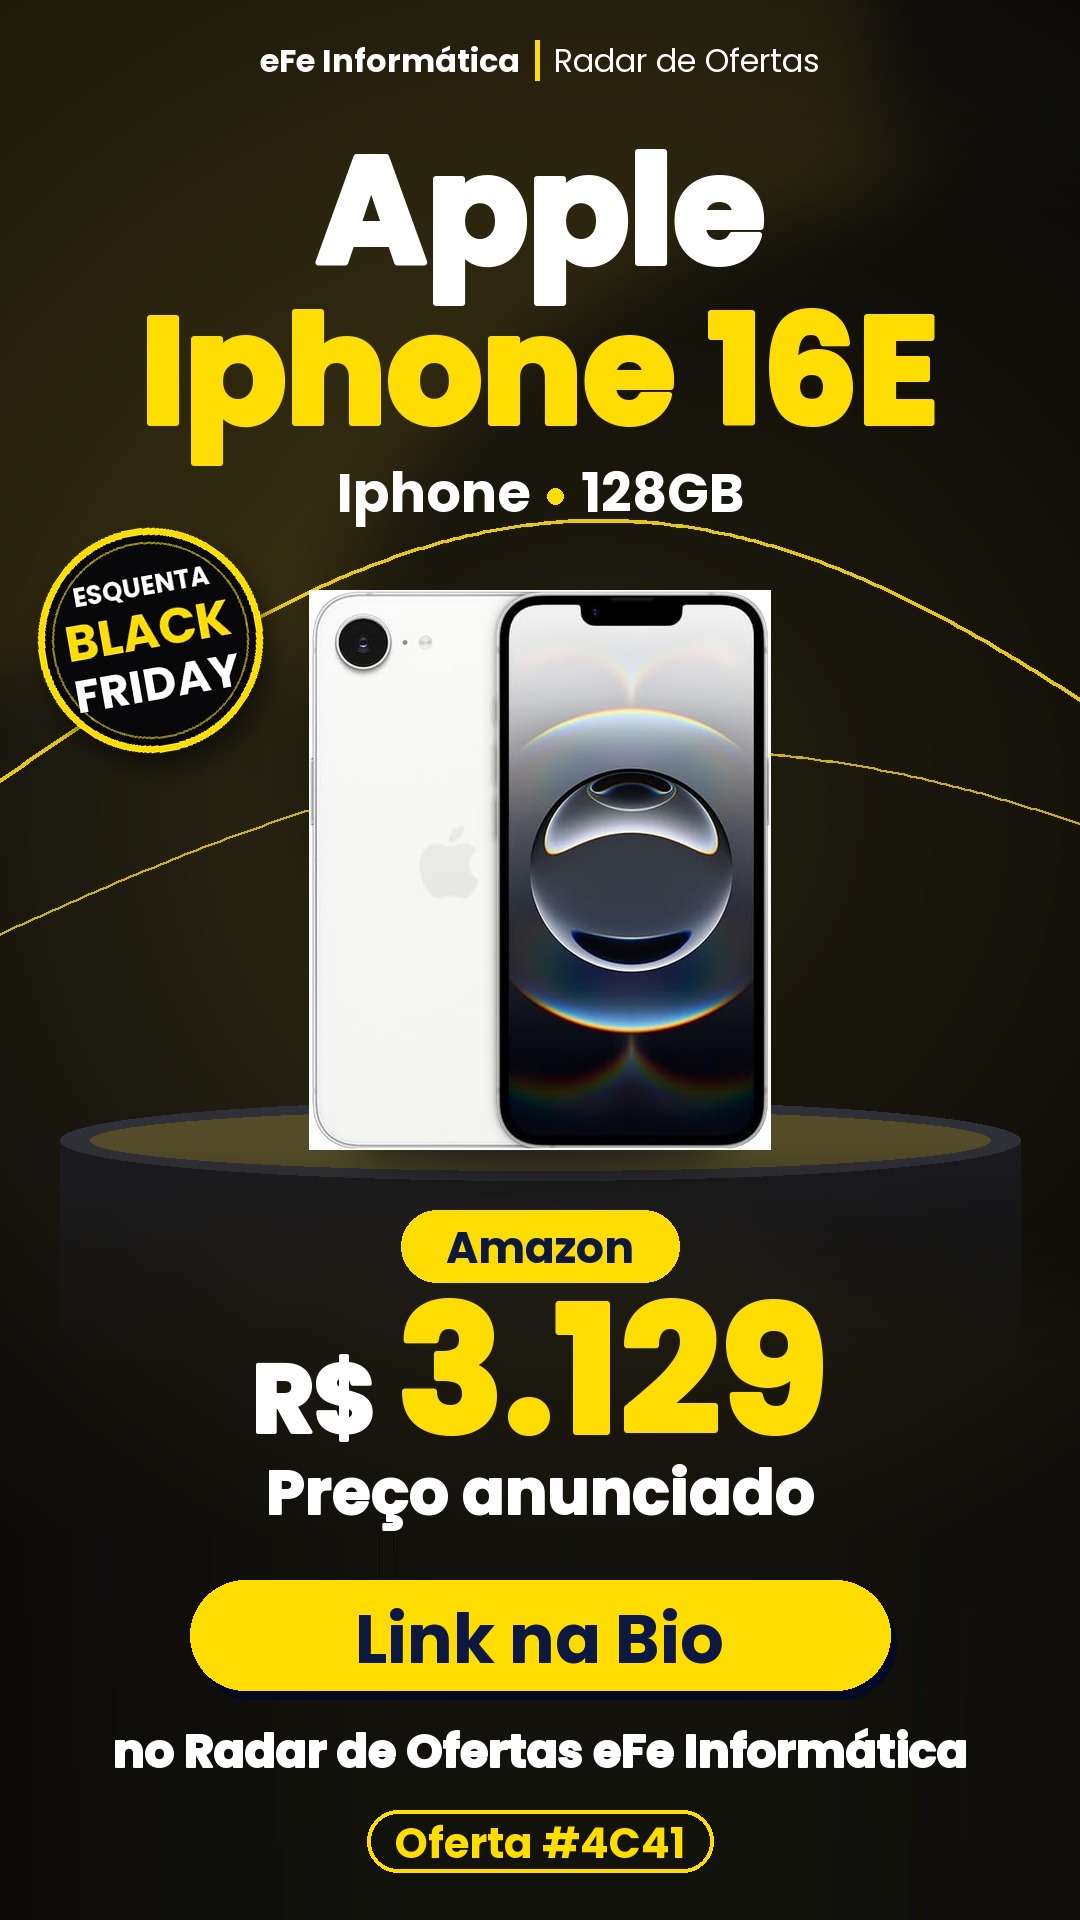 eFe Informática | Radar de Ofertas
Apple
Iphone 16E
Iphone • 128GB
ESQUENTA
BLACK
FRIDAY
Amazon
R$ 3.129
Preço anunciado
Link na Bio
no Radar de Ofertas eFe Informática
Oferta #4C41